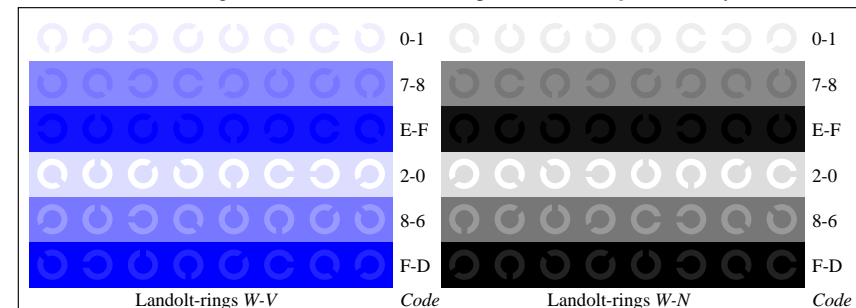 0-1 0-1
7-8 7-8
E-F E-F
2-0 2-0
8-6 8-6
F-D F-D
Landolt-rings W-V Code Landolt-rings W-N Code